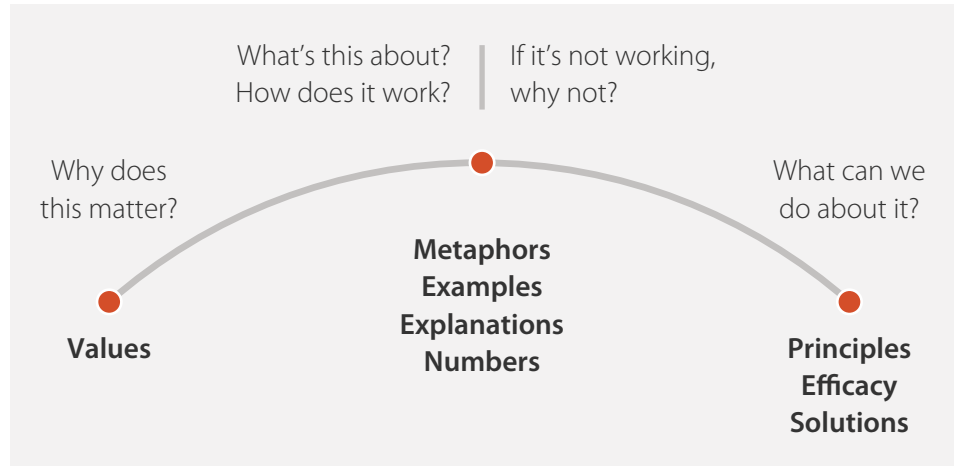 What’s this about?
How does it work?
If it’s not working,
why not?
Why does
this matter?
What can we
do about it?
Values
Metaphors
Examples
Explanations
Numbers
Principles
Efficacy
Solutions